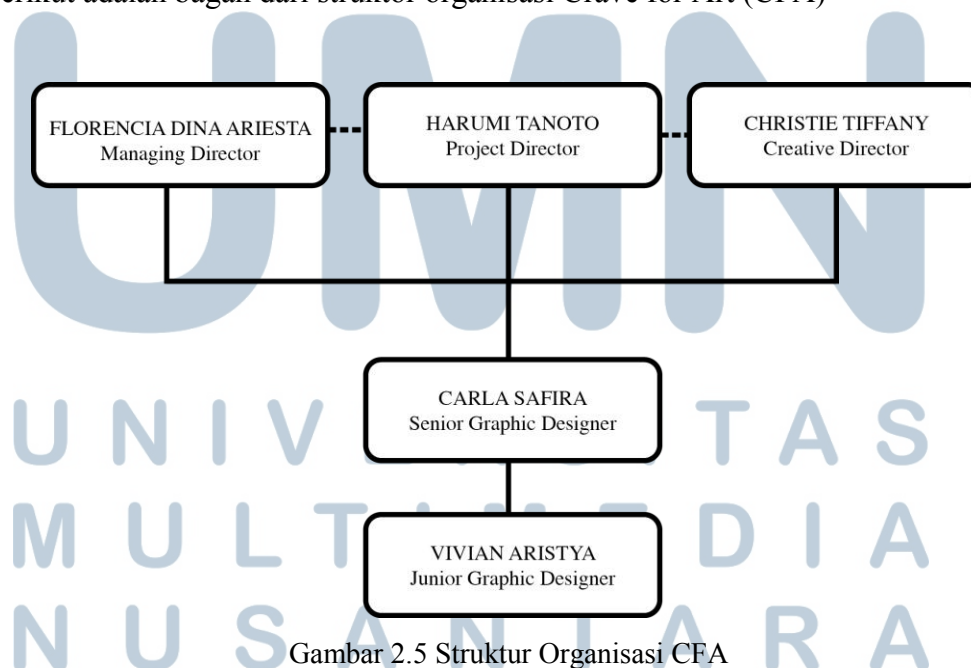 berikut adalah bagan dari struktur organisasi Crave for Art (CFA)
FLORENCIA DINA ARIESTA
Managing Director
HARUMI TANOTO
Project Director
CHRISTIE TIFFANY
Creative Director
CARLA SAFIRA
Senior Graphic Designer
VIVIAN ARISTYA
Junior Graphic Designer
Gambar 2.5 Struktur Organisasi CFA
UMN
UNIVERSITAS
MULTIMEDIA
NUSANTARA